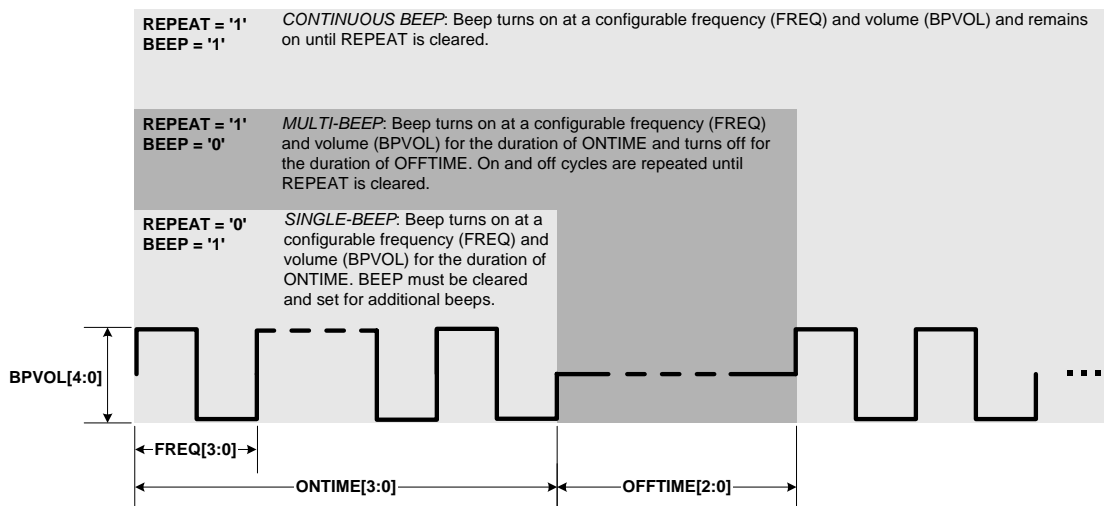 REPEAT = '1'
BEEP = '1'
CONTINUOUS BEEP: Beep turns on at a configurable frequency (FREQ) and volume (BPVOL) and remains
on until REPEAT is cleared.
REPEAT = '1'
BEEP = '0'
MULTI-BEEP: Beep turns on at a configurable frequency (FREQ)
and volume (BPVOL) for the duration of ONTIME and turns off for
the duration of OFFTIME. On and off cycles are repeated until
REPEAT is cleared.
REPEAT = '0'
BEEP = '1'
SINGLE-BEEP: Beep turns on at a
configurable frequency (FREQ) and
volume (BPVOL) for the duration of
ONTIME. BEEP must be cleared
and set for additional beeps.
BPVOL[4:0]
FREQ[3:0]
ONTIME[3:0]
OFFTIME[2:0]